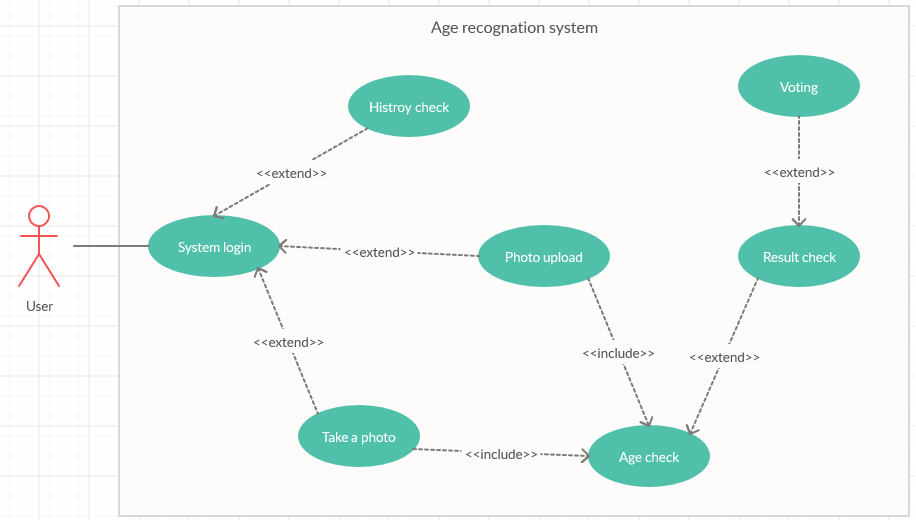 Age recognation system
Voting
Histroy check
<<extend>>
<<extend>>
System login
<<extend>>
Photo upload
Result check
User
<<extend>>
<<include>>
<<extend>>
Take a photo
<<include>>
Age check